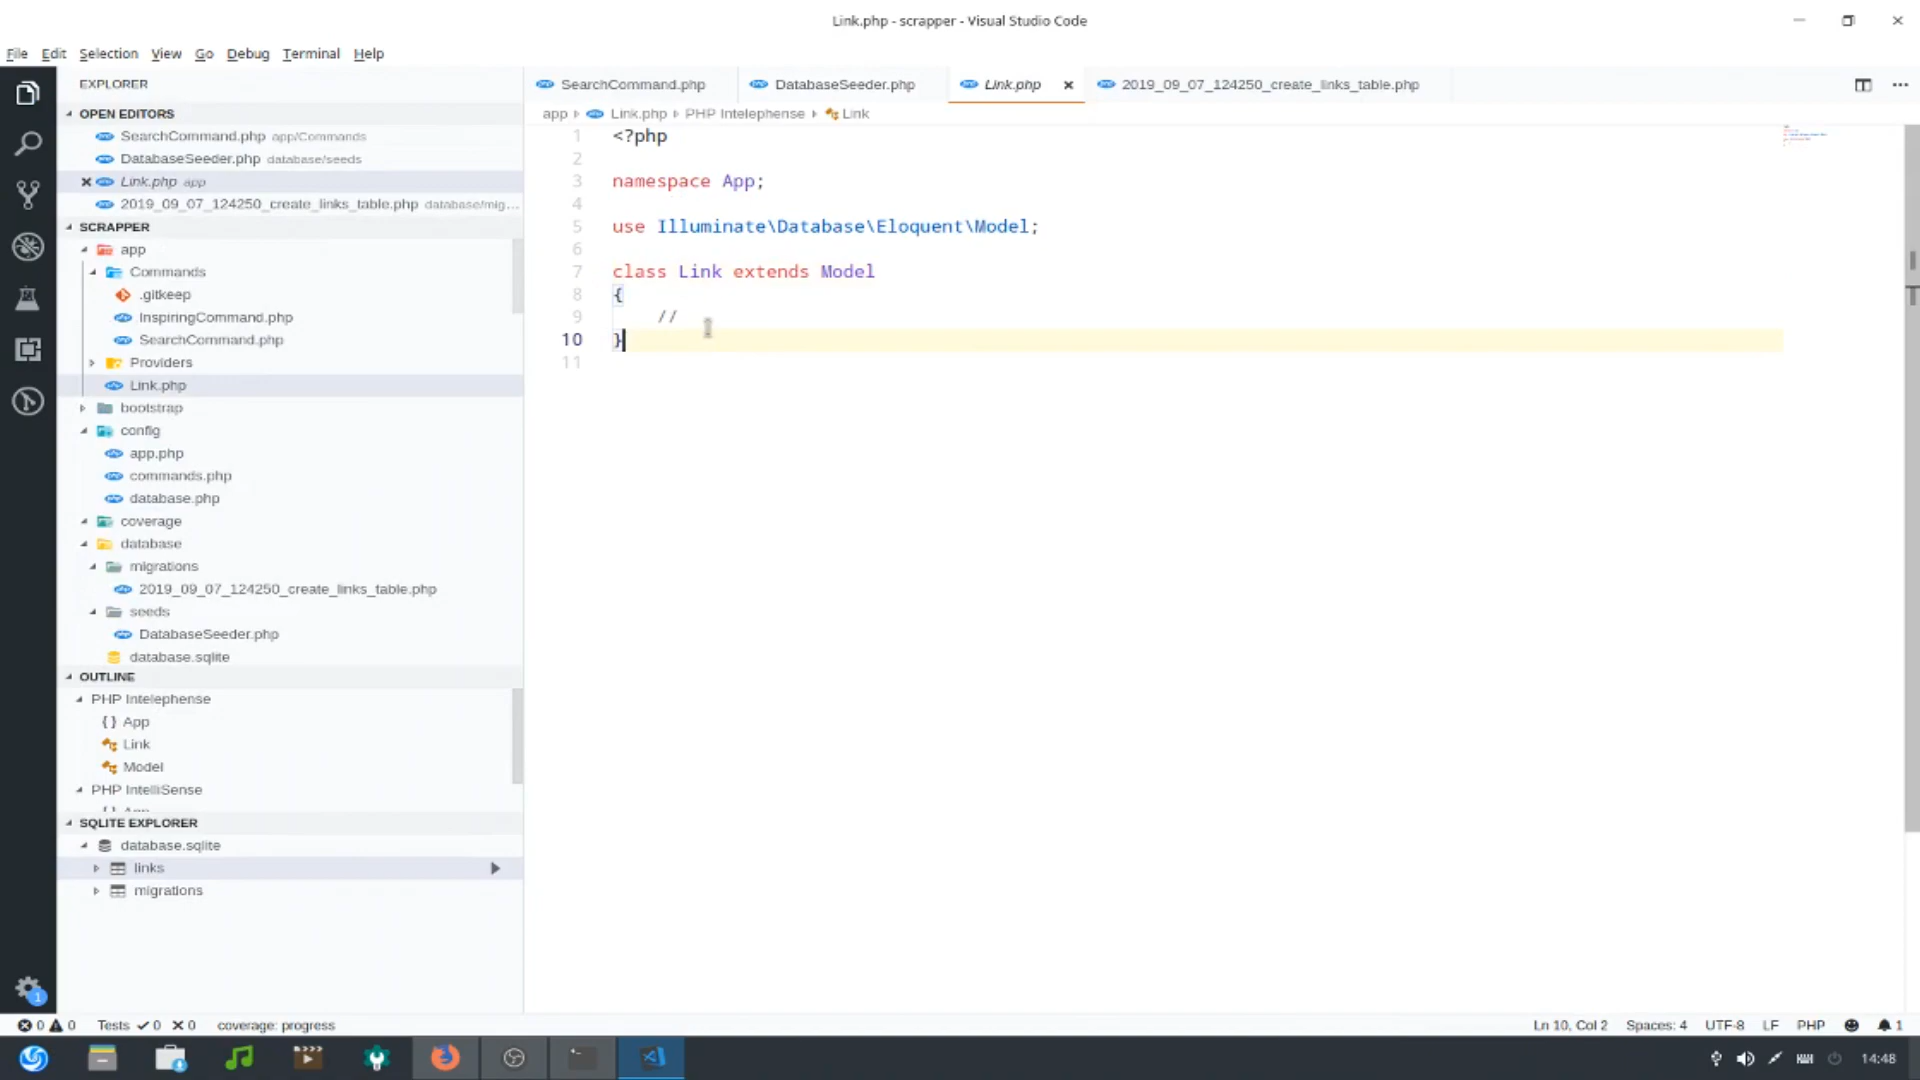 Link.php - scrapper - Visual Studio Code
File Edit Selection View Go Debug Terminal Help
EXPLORER
OPEN EDITORS
SearchCommand.php app/Commands
DatabaseSeeder.php database/seeds
Link.php app
2019_09_07_124250_create_links_table.php database/mig...
SCRAPPER
app
Commands
.gitkeep
InspiringCommand.php
SearchCommand.php
Providers
Link.php
bootstrap
config
app.php
commands.php
database.php
coverage
database
migrations
2019_09_07_124250_create_links_table.php
seeds
DatabaseSeeder.php
database.sqlite
OUTLINE
PHP Intelephense
{} App
Link
Model
PHP IntelliSense
{} App
SQLITE EXPLORER
database.sqlite
links
migrations
SearchCommand.php DatabaseSeeder.php Link.php 2019_09_07_124250_create_links_table.php
app Link.php PHP Intelephense Link
1 <?php
2
3 namespace App;
4
5 use Illuminate\Database\Eloquent\Model;
6
7 class Link extends Model
8 {
9 //
10 }
11
0 0 Tests 0 0 coverage: progress
Ln 10, Col 2 Spaces: 4 UTF-8 LF PHP 1
1
14:48